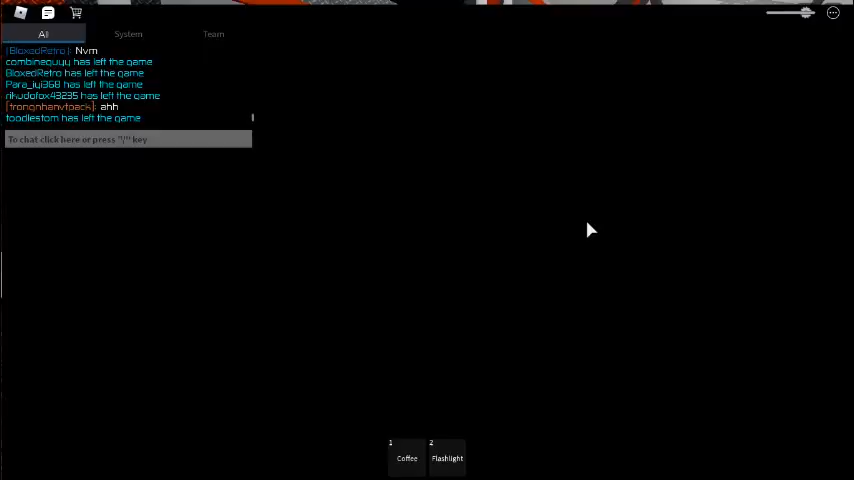 All System Team
[BloxedRetro]: Nvm
combineguyy has left the game
BloxedRetro has left the game
Para_iyi368 has left the game
rikudofox43235 has left the game
[trongnhanvtpack]: ahh
toodlestom has left the game
To chat click here or press "/" key
1 2
Coffee Flashlight